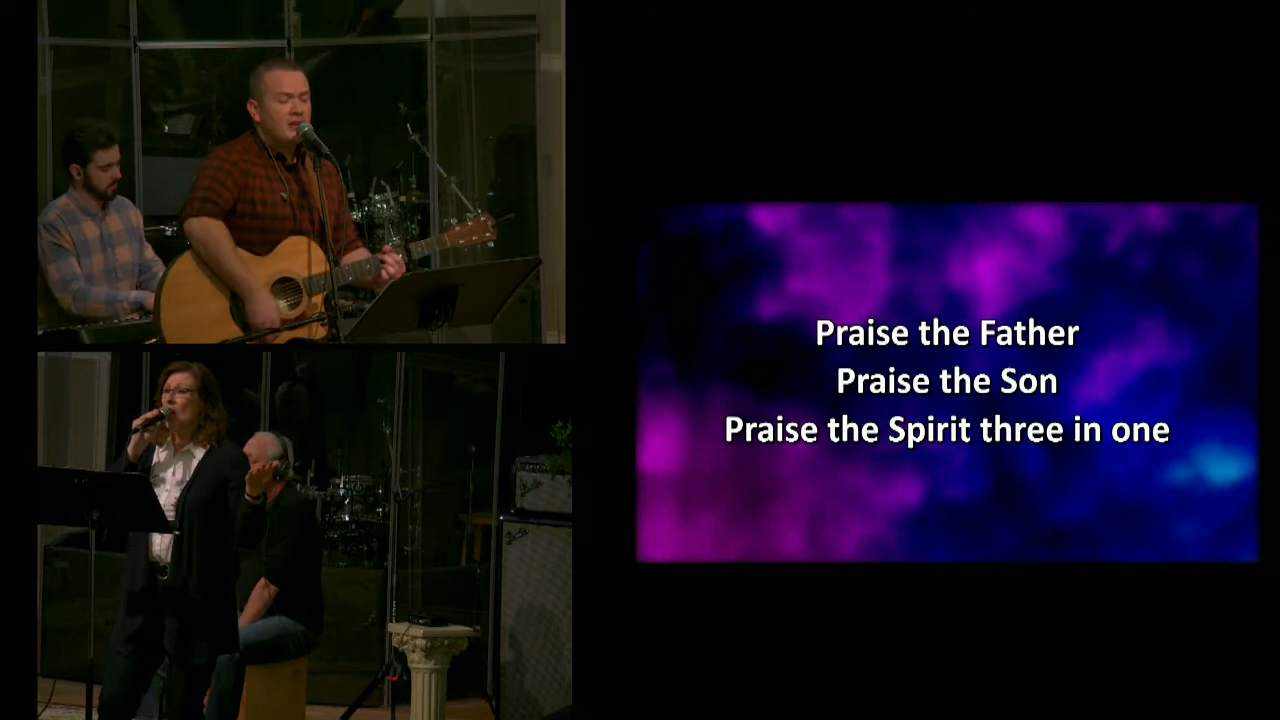 Praise the Father
Praise the Son
Praise the Spirit three in one